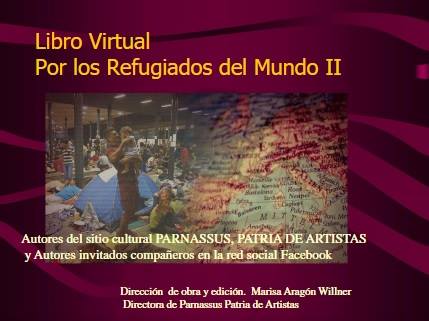 Libro Virtual
Por los Refugiados del Mundo II
Autores del sitio cultural PARNASSUS, PATRIA DE ARTISTAS
y Autores invitados compañeros en la red social Facebook
Dirección de obra y edición. Marisa Aragón Willner
Directora de Parnassus Patria de Artistas